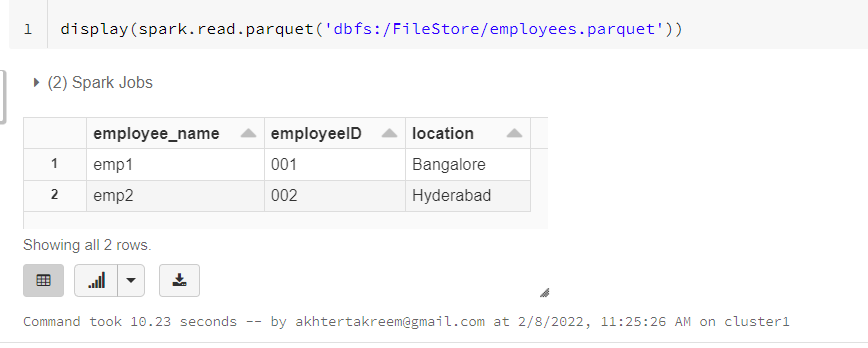 1 display(spark.read.parquet('dbfs:/FileStore/employees.parquet'))
(2) Spark Jobs
employee_name employeeID location
1 emp1 001 Bangalore
2 emp2 002 Hyderabad
Showing all 2 rows.
Command took 10.23 seconds -- by akhtertakreem@gmail.com at 2/8/2022, 11:25:26 AM on cluster1